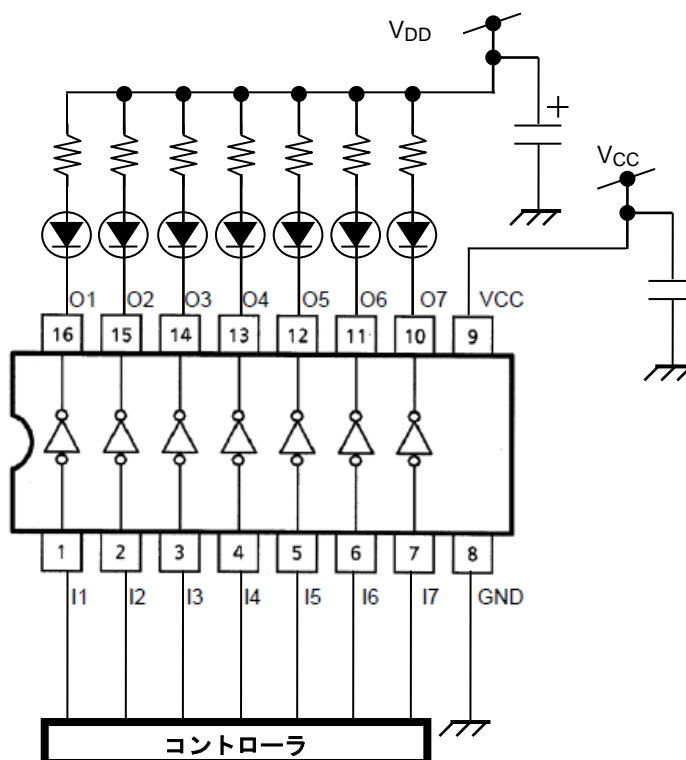 VDD
+
VCC
O1 O2 O3 O4 O5 O6 O7 VCC
16 15 14 13 12 11 10 9
1 2 3 4 5 6 7 8
I1 I2 I3 I4 I5 I6 I7 GND
コントローラ